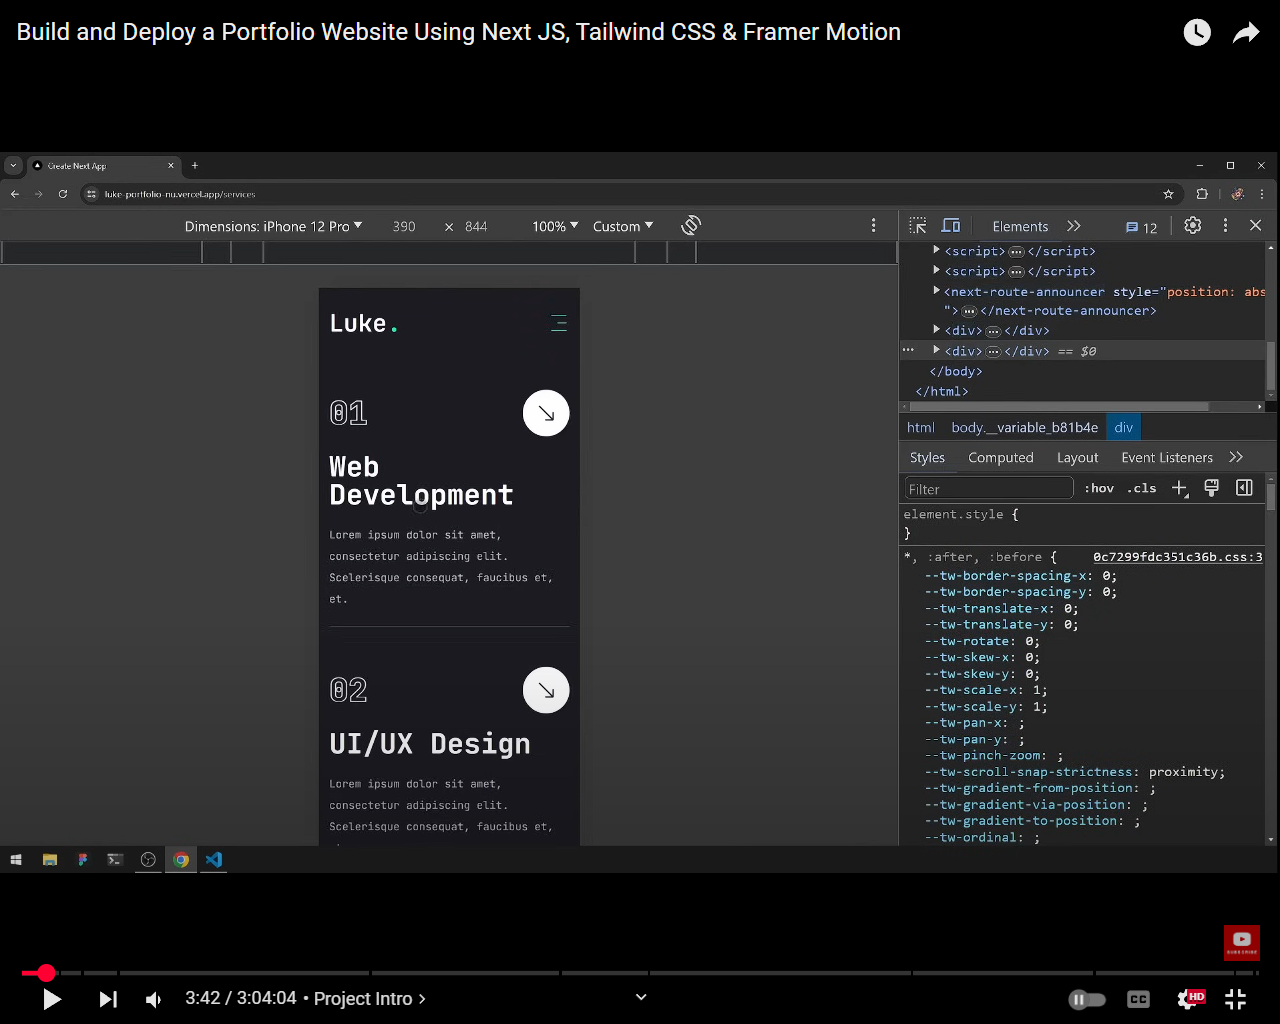 Build and Deploy a Portfolio Website Using Next JS, Tailwind CSS & Framer Motion
Create Next App
luke-portfolio-nu.vercel.app/services
Dimensions: iPhone 12 Pro 390 × 844 100% Custom
Elements 12
<script>…</script>
<script>…</script>
<next-route-announcer style="position: abs
">…</next-route-announcer>
<div>…</div>
<div>…</div> == $0
</body>
</html>
html body.__variable_b81b4e div
Styles Computed Layout Event Listeners
Filter :hov .cls
element.style {
}
*, :after, :before { 0c7299fdc351c36b.css:3
--tw-border-spacing-x: 0;
--tw-border-spacing-y: 0;
--tw-translate-x: 0;
--tw-translate-y: 0;
--tw-rotate: 0;
--tw-skew-x: 0;
--tw-skew-y: 0;
--tw-scale-x: 1;
--tw-scale-y: 1;
--tw-pan-x: ;
--tw-pan-y: ;
--tw-pinch-zoom: ;
--tw-scroll-snap-strictness: proximity;
--tw-gradient-from-position: ;
--tw-gradient-via-position: ;
--tw-gradient-to-position: ;
--tw-ordinal: ;
Luke.
01
Web
Development
Lorem ipsum dolor sit amet,
consectetur adipiscing elit.
Scelerisque consequat, faucibus et,
et.
02
UI/UX Design
Lorem ipsum dolor sit amet,
consectetur adipiscing elit.
Scelerisque consequat, faucibus et,
SUBSCRIBE
3:42 / 3:04:04 • Project Intro ›
CC
HD